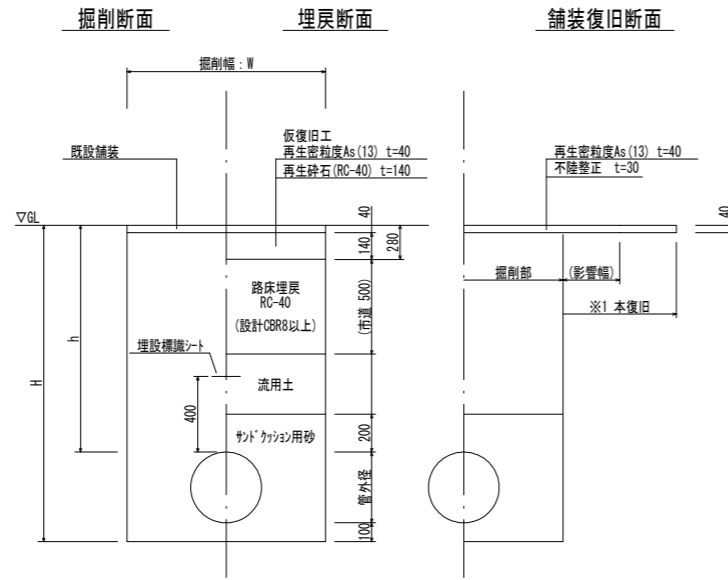 掘削断面
埋戻断面
舗装復旧断面
掘削幅：W
既設舗装
仮復旧工
再生密粒度As(13) t=40
再生砕石(RC-40) t=140
再生密粒度As(13) t=40
不陸整正 t=30
▽GL
40
140
280
40
路床埋戻
RC-40
(設計CBR8以上)
(市道 500)
掘削部
(影響幅)
※1 本復旧
h
H
埋設標識ｼｰﾄ
400
流用土
ｻﾝﾄﾞｸｯｼｮﾝ用砂
200
管外径
100